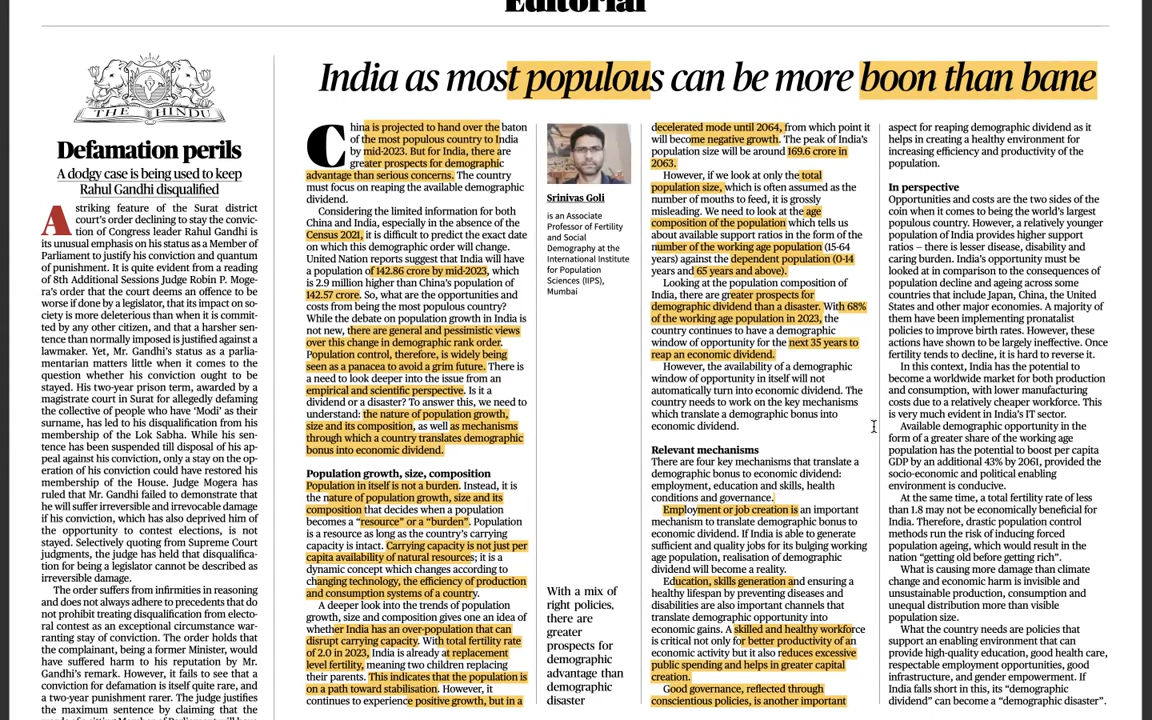 Editorial
THE HINDU
Defamation perils
A dodgy case is being used to keep
Rahul Gandhi disqualified
A striking feature of the Surat district
court's order declining to stay the convic-
tion of Congress leader Rahul Gandhi is
its unusual emphasis on his status as a Member of
Parliament to justify his conviction and quantum
of punishment. It is quite evident from a reading
of 8th Additional Sessions Judge Robin P. Moge-
ra's order that the court deems an offence to be
worse if done by a legislator, that its impact on so-
ciety is more deleterious than when it is commit-
ted by any other citizen, and that a harsher sen-
tence than normally imposed is justified against a
lawmaker. Yet, Mr. Gandhi's status as a parlia-
mentarian matters little when it comes to the
question whether his conviction ought to be
stayed. His two-year prison term, awarded by a
magistrate court in Surat for allegedly defaming
the collective of people who have 'Modi' as their
surname, has led to his disqualification from his
membership of the Lok Sabha. While his sen-
tence has been suspended till disposal of his ap-
peal against his conviction, only a stay on the op-
eration of his conviction could have restored his
membership of the House. Judge Mogera has
ruled that Mr. Gandhi failed to demonstrate that
he will suffer irreversible and irrevocable damage
if his conviction, which has also deprived him of
the opportunity to contest elections, is not
stayed. Selectively quoting from Supreme Court
judgments, the judge has held that disqualifica-
tion for being a legislator cannot be described as
irreversible damage.
The order suffers from infirmities in reasoning
and does not always adhere to precedents that do
not prohibit treating disqualification from electo-
ral contest as an exceptional circumstance war-
ranting stay of conviction. The order holds that
the complainant, being a former Minister, would
have suffered harm to his reputation by Mr.
Gandhi's remark. However, it fails to see that a
conviction for defamation is itself quite rare, and
a two-year punishment rarer. The judge justifies
the maximum sentence by claiming that the
India as most populous can be more boon than bane
China is projected to hand over the baton
of the most populous country to India
by mid-2023. But for India, there are
greater prospects for demographic
advantage than serious concerns. The country
must focus on reaping the available demographic
dividend.
Considering the limited information for both
China and India, especially in the absence of the
Census 2021, it is difficult to predict the exact date
on which this demographic order will change.
United Nation reports suggest that India will have
a population of 142.86 crore by mid-2023, which
is 2.9 million higher than China's population of
142.57 crore. So, what are the opportunities and
costs from being the most populous country?
While the debate on population growth in India is
not new, there are general and pessimistic views
over this change in demographic rank order.
Population control, therefore, is widely being
seen as a panacea to avoid a grim future. There is
a need to look deeper into the issue from an
empirical and scientific perspective. Is it a
dividend or a disaster? To answer this, we need to
understand: the nature of population growth,
size and its composition, as well as mechanisms
through which a country translates demographic
bonus into economic dividend.
Population growth, size, composition
Population in itself is not a burden. Instead, it is
the nature of population growth, size and its
composition that decides when a population
becomes a “resource” or a “burden”. Population
is a resource as long as the country's carrying
capacity is intact. Carrying capacity is not just per
capita availability of natural resources; it is a
dynamic concept which changes according to
changing technology, the efficiency of production
and consumption systems of a country.
A deeper look into the trends of population
growth, size and composition gives one an idea of
whether India has an over-population that can
disrupt carrying capacity. With total fertility rate
of 2.0 in 2023, India is already at replacement
level fertility, meaning two children replacing
their parents. This indicates that the population is
on a path toward stabilisation. However, it
continues to experience positive growth, but in a
Srinivas Goli
is an Associate
Professor of Fertility
and Social
Demography at the
International Institute
for Population
Sciences (IIPS),
Mumbai
With a mix of
right policies,
there are
greater
prospects for
demographic
advantage than
demographic
disaster
decelerated mode until 2064, from which point it
will become negative growth. The peak of India's
population size will be around 169.6 crore in
2063.
However, if we look at only the total
population size, which is often assumed as the
number of mouths to feed, it is grossly
misleading. We need to look at the age
composition of the population which tells us
about available support ratios in the form of the
number of the working age population (15-64
years) against the dependent population (0-14
years and 65 years and above).
Looking at the population composition of
India, there are greater prospects for
demographic dividend than a disaster. With 68%
of the working age population in 2023, the
country continues to have a demographic
window of opportunity for the next 35 years to
reap an economic dividend.
However, the availability of a demographic
window of opportunity in itself will not
automatically turn into economic dividend. The
country needs to work on the key mechanisms
which translate a demographic bonus into
economic dividend.
Relevant mechanisms
There are four key mechanisms that translate a
demographic bonus to economic dividend:
employment, education and skills, health
conditions and governance.
Employment or job creation is an important
mechanism to translate demographic bonus to
economic dividend. If India is able to generate
sufficient and quality jobs for its bulging working
age population, realisation of demographic
dividend will become a reality.
Education, skills generation and ensuring a
healthy lifespan by preventing diseases and
disabilities are also important channels that
translate demographic opportunity into
economic gains. A skilled and healthy workforce
is critical not only for better productivity of an
economic activity but it also reduces excessive
public spending and helps in greater capital
creation.
Good governance, reflected through
conscientious policies, is another important
aspect for reaping demographic dividend as it
helps in creating a healthy environment for
increasing efficiency and productivity of the
population.
In perspective
Opportunities and costs are the two sides of the
coin when it comes to being the world's largest
populous country. However, a relatively younger
population of India provides higher support
ratios – there is lesser disease, disability and
caring burden. India's opportunity must be
looked at in comparison to the consequences of
population decline and ageing across some
countries that include Japan, China, the United
States and other major economies. A majority of
them have been implementing pronatalist
policies to improve birth rates. However, these
actions have shown to be largely ineffective. Once
fertility tends to decline, it is hard to reverse it.
In this context, India has the potential to
become a worldwide market for both production
and consumption, with lower manufacturing
costs due to a relatively cheaper workforce. This
is very much evident in India's IT sector.
Available demographic opportunity in the
form of a greater share of the working age
population has the potential to boost per capita
GDP by an additional 43% by 2061, provided the
socio-economic and political enabling
environment is conducive.
At the same time, a total fertility rate of less
than 1.8 may not be economically beneficial for
India. Therefore, drastic population control
methods run the risk of inducing forced
population ageing, which would result in the
nation “getting old before getting rich”.
What is causing more damage than climate
change and economic harm is invisible and
unsustainable production, consumption and
unequal distribution more than visible
population size.
What the country needs are policies that
support an enabling environment that can
provide high-quality education, good health care,
respectable employment opportunities, good
infrastructure, and gender empowerment. If
India falls short in this, its “demographic
dividend” can become a “demographic disaster”.